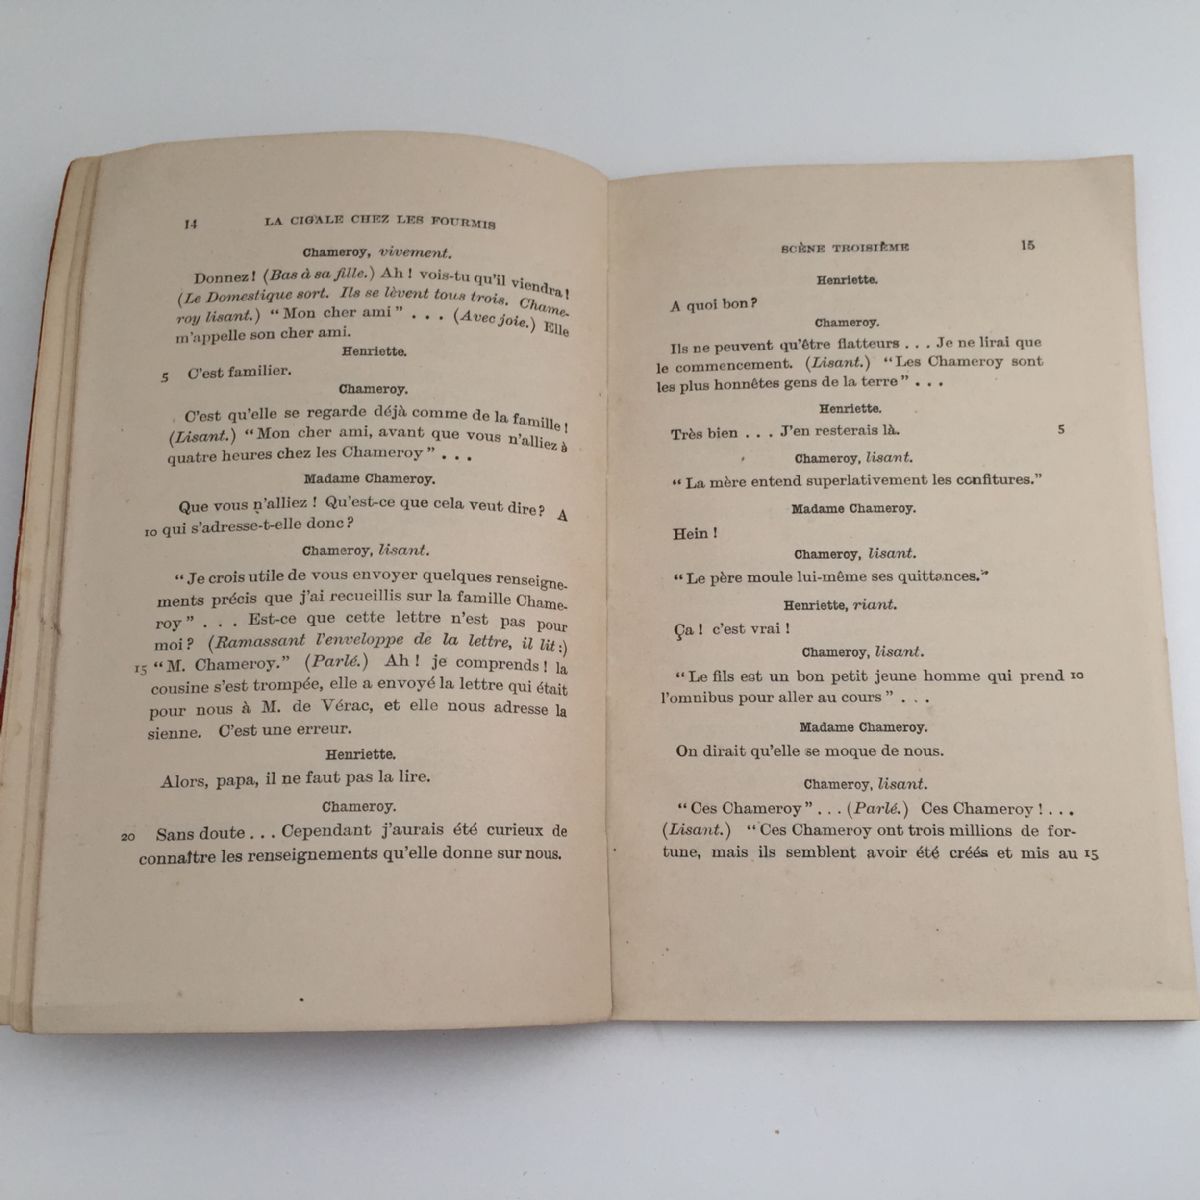 14 LA CIGALE CHEZ LES FOURMIS
Chameroy, vivement.
Donnez! (Bas à sa fille.) Ah! vois-tu qu'il viendra!
(Le Domestique sort. Ils se lèvent tous trois. Chame-
roy lisant.) “Mon cher ami” . . . (Avec joie.) Elle
m'appelle son cher ami.
Henriette.
5 C'est familier.
Chameroy.
C'est qu'elle se regarde déjà comme de la famille!
(Lisant.) “Mon cher ami, avant que vous n'alliez à
quatre heures chez les Chameroy” . . .
Madame Chameroy.
Que vous n'alliez! Qu'est-ce que cela veut dire? A
10 qui s'adresse-t-elle donc?
Chameroy, lisant.
“Je crois utile de vous envoyer quelques renseigne-
ments précis que j'ai recueillis sur la famille Chame-
roy” . . . Est-ce que cette lettre n'est pas pour
moi? (Ramassant l'enveloppe de la lettre, il lit:)
15 “M. Chameroy.” (Parlé.) Ah! je comprends! la
cousine s'est trompée, elle a envoyé la lettre qui était
pour nous à M. de Vérac, et elle nous adresse la
sienne. C'est une erreur.
Henriette.
Alors, papa, il ne faut pas la lire.
Chameroy.
20 Sans doute . . . Cependant j'aurais été curieux de
connaître les renseignements qu'elle donne sur nous.
SCÈNE TROISIÈME 15
Henriette.
A quoi bon?
Chameroy.
Ils ne peuvent qu'être flatteurs . . . Je ne lirai que
le commencement. (Lisant.) “Les Chameroy sont
les plus honnêtes gens de la terre” . . .
Henriette.
Très bien . . . J'en resterais là. 5
Chameroy, lisant.
“La mère entend superlativement les confitures.”
Madame Chameroy.
Hein!
Chameroy, lisant.
“Le père moule lui-même ses quittances.”
Henriette, riant.
Ça! c'est vrai!
Chameroy, lisant.
“Le fils est un bon petit jeune homme qui prend 10
l'omnibus pour aller au cours” . . .
Madame Chameroy.
On dirait qu'elle se moque de nous.
Chameroy, lisant.
“Ces Chameroy” . . . (Parlé.) Ces Chameroy! . . .
(Lisant.) “Ces Chameroy ont trois millions de for-
tune, mais ils semblent avoir été créés et mis au 15